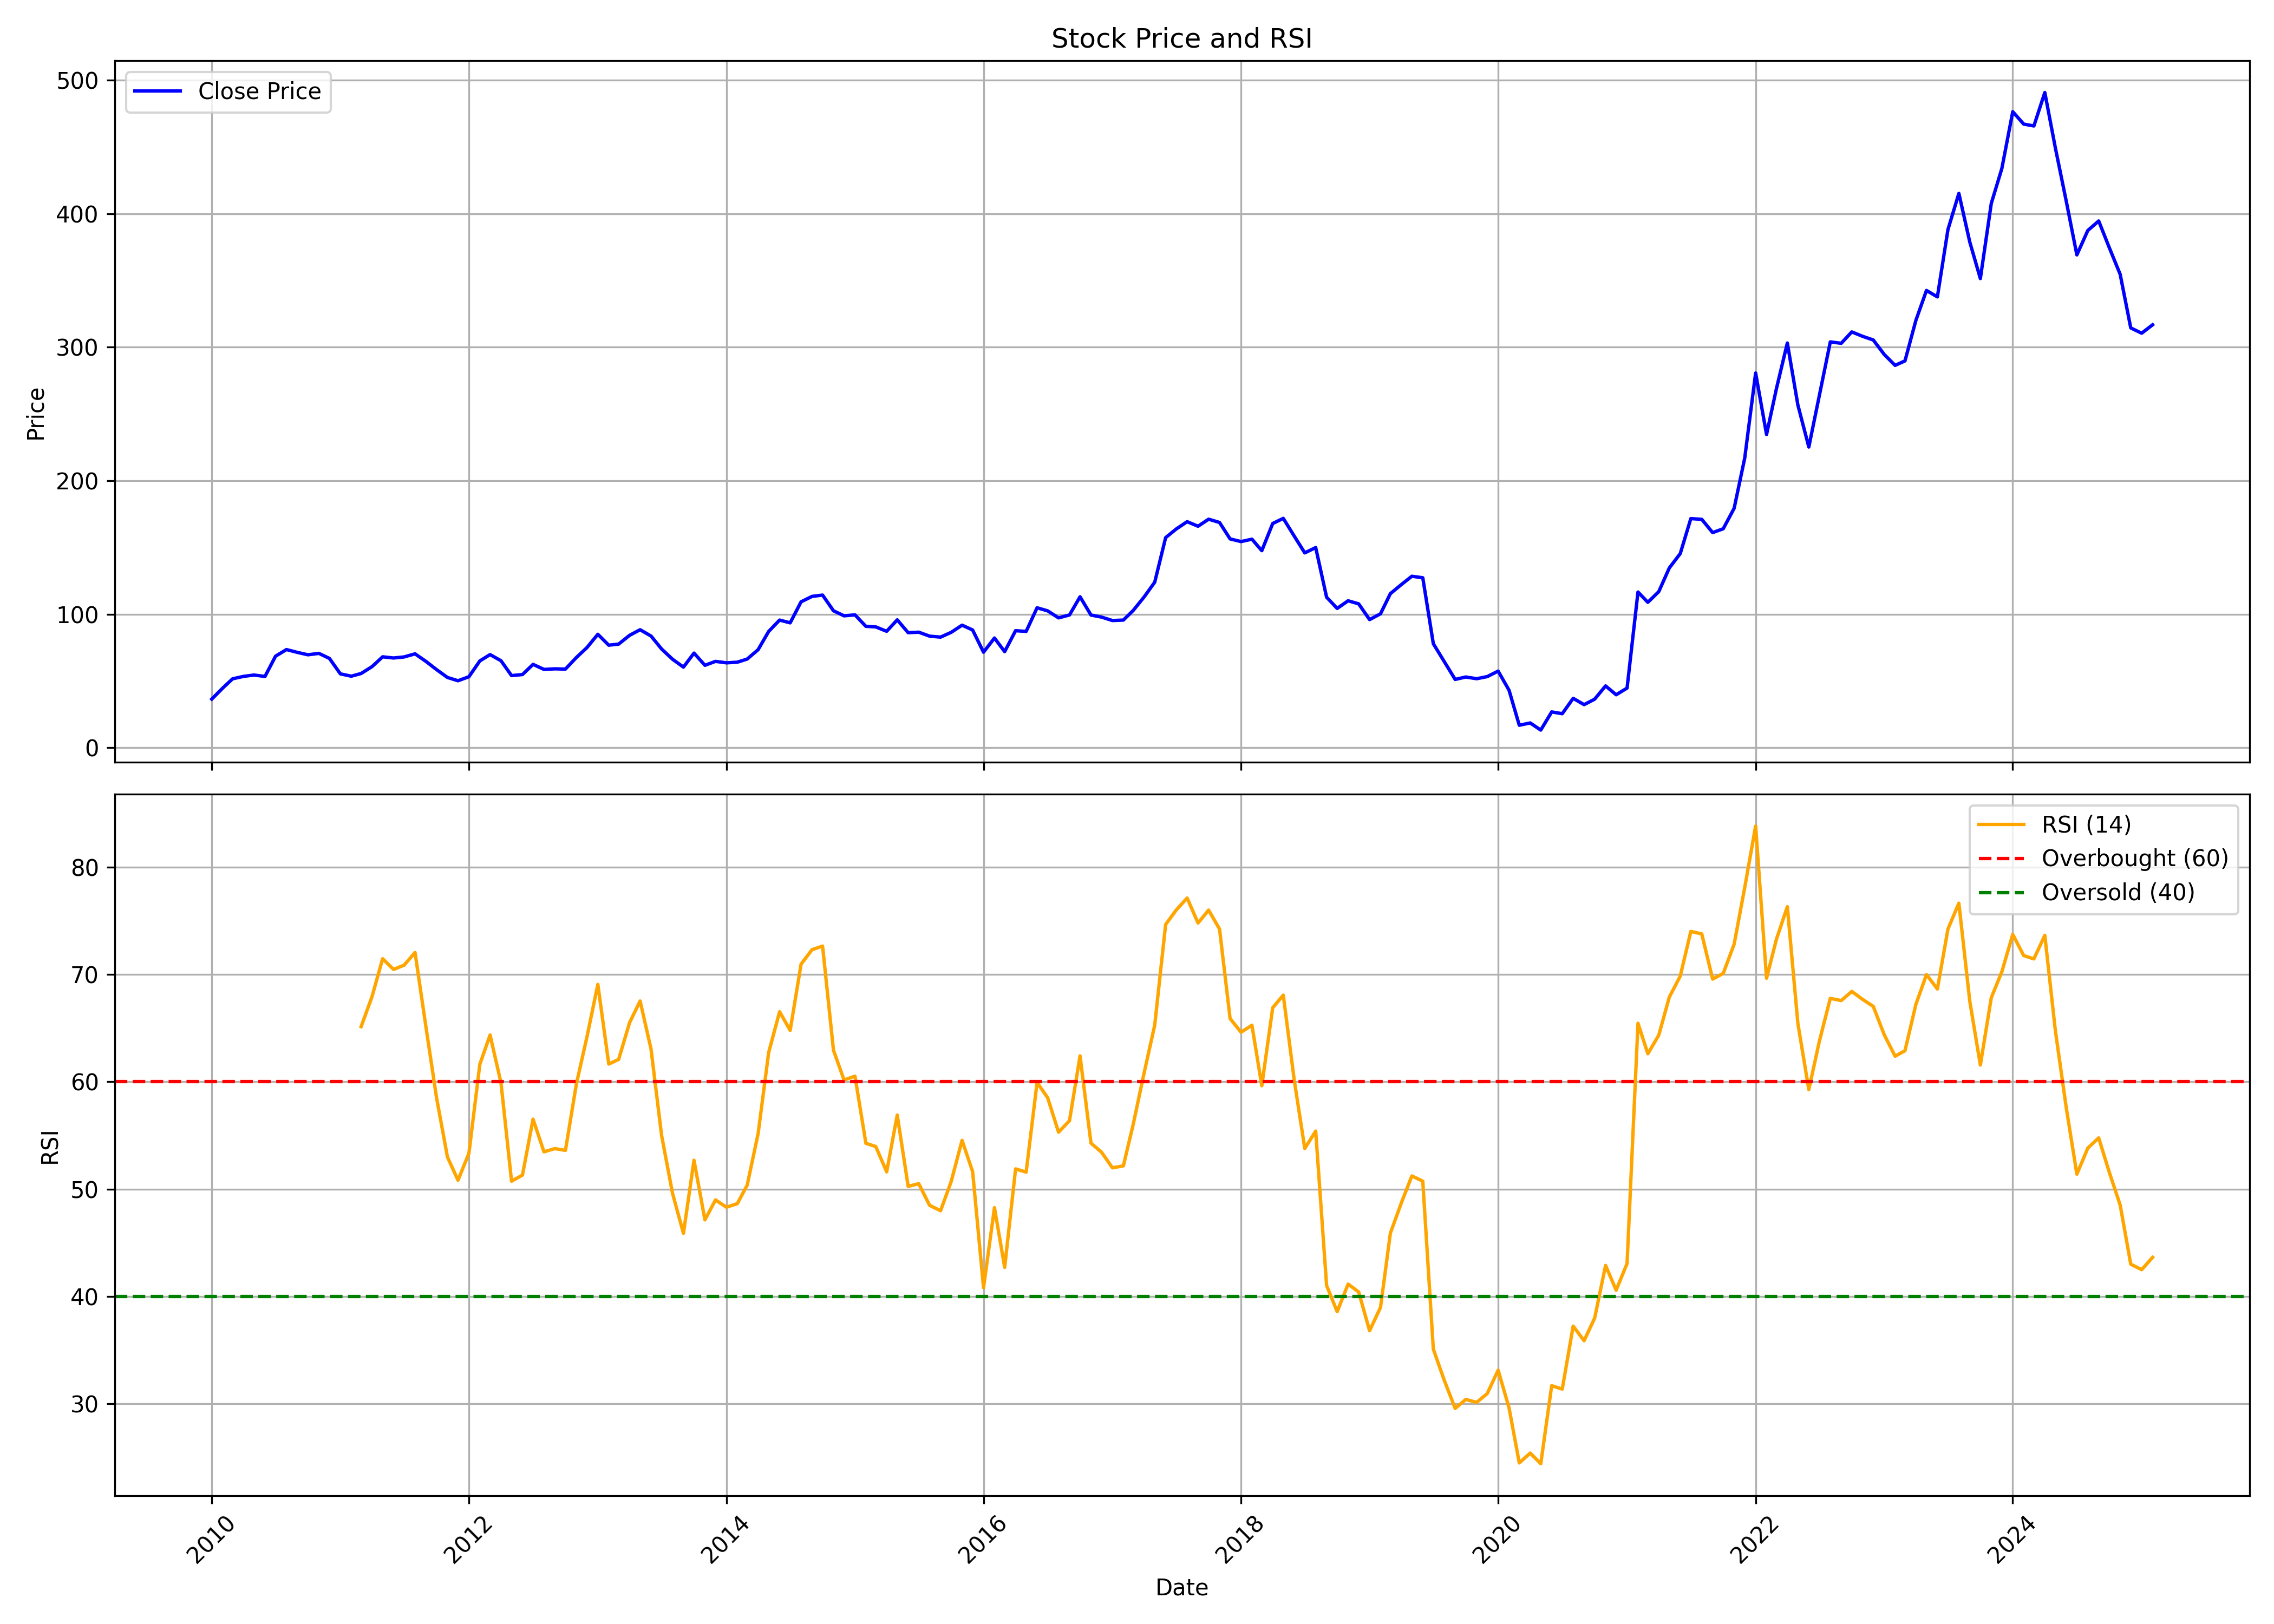 Stock Price and RSI
Close Price
500
400
300
200
100
0
Price
RSI (14)
Overbought (60)
Oversold (40)
80
70
60
50
40
30
RSI
2010
2012
2014
2016
2018
2020
2022
2024
Date